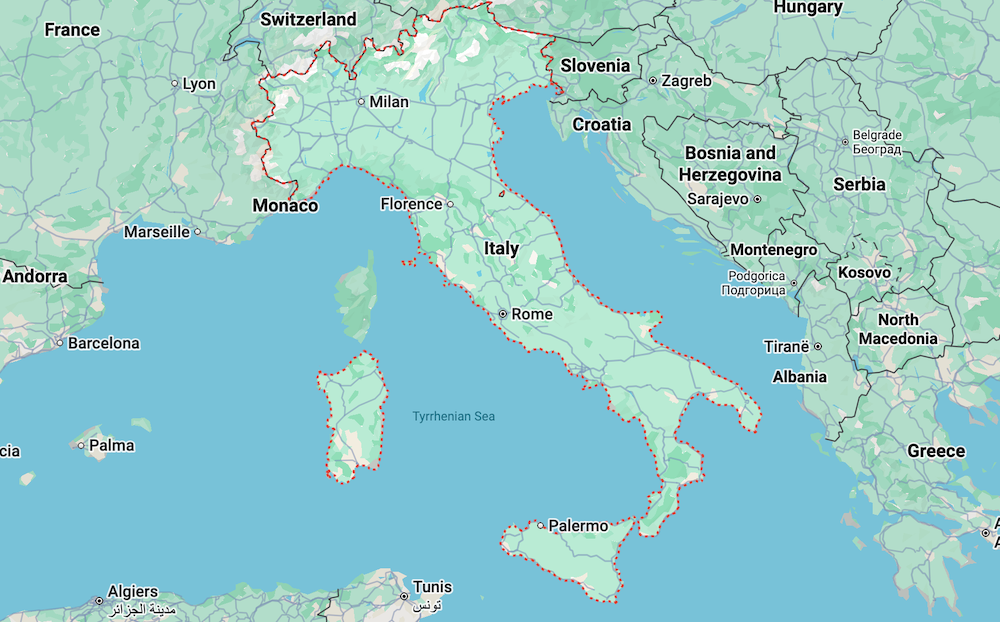 Switzerland
Hungary
France
Slovenia
Lyon
Zagreb
Milan
Croatia
Belgrade
Београд
Bosnia and
Herzegovina
Serbia
Sarajevo
Monaco
Florence
Marseille
Italy
Montenegro
Andorra
Kosovo
Podgorica
Подгорица
Rome
North
Macedonia
Barcelona
Tiranë
Albania
Tyrrhenian Sea
Palma
cia
Greece
Palermo
A
A
Algiers
مدينة الجزائر
Tunis
تونس